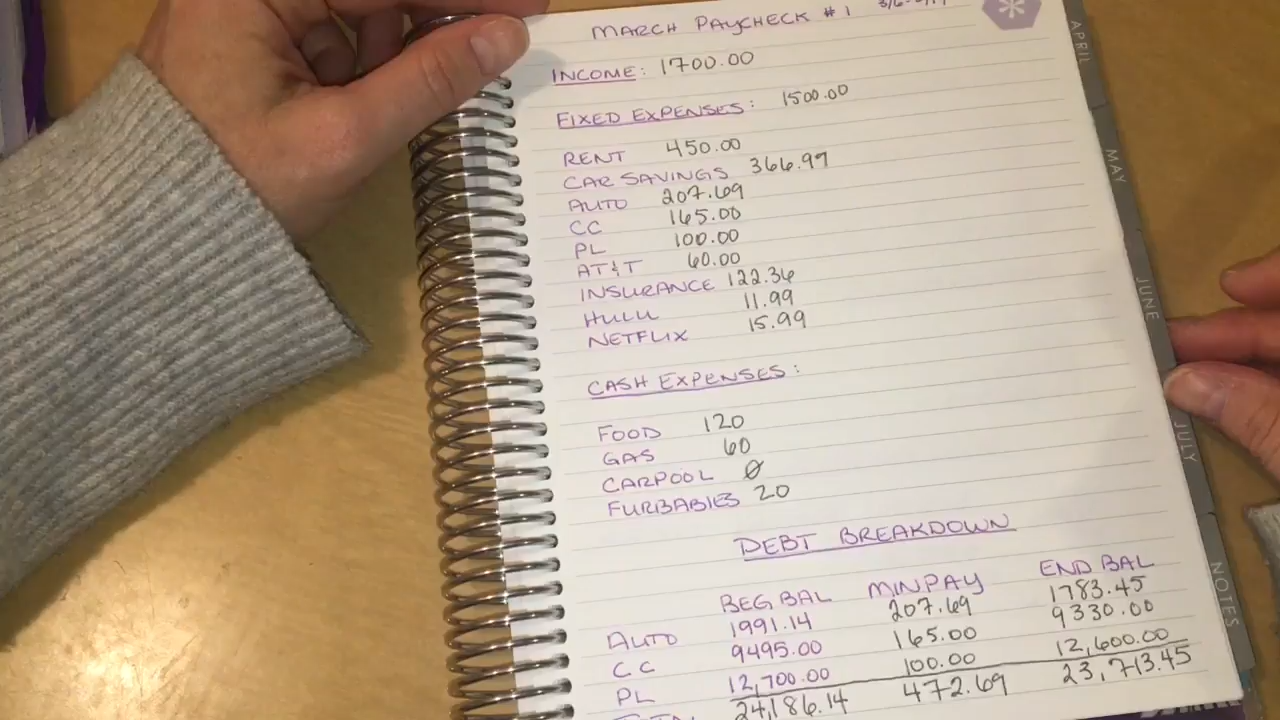 MARCH PAYCHECK #1
INCOME: 1700.00
FIXED EXPENSES: 1500.00
RENT 450.00
CAR SAVINGS 366.97
AUTO 207.69
CC 165.00
PL 100.00
AT&T 60.00
INSURANCE 122.36
HULU 11.99
NETFLIX 15.99
CASH EXPENSES:
FOOD 120
GAS 60
CARPOOL Ø
FURBABIES 20
DEBT BREAKDOWN
BEG BAL MIN PAY END BAL
AUTO 1991.14 207.69 1783.45
CC 9495.00 165.00 9330.00
PL 12,700.00 100.00 12,600.00
24,186.14 472.69 23,713.45
APRIL
MAY
JUNE
JULY
NOTES